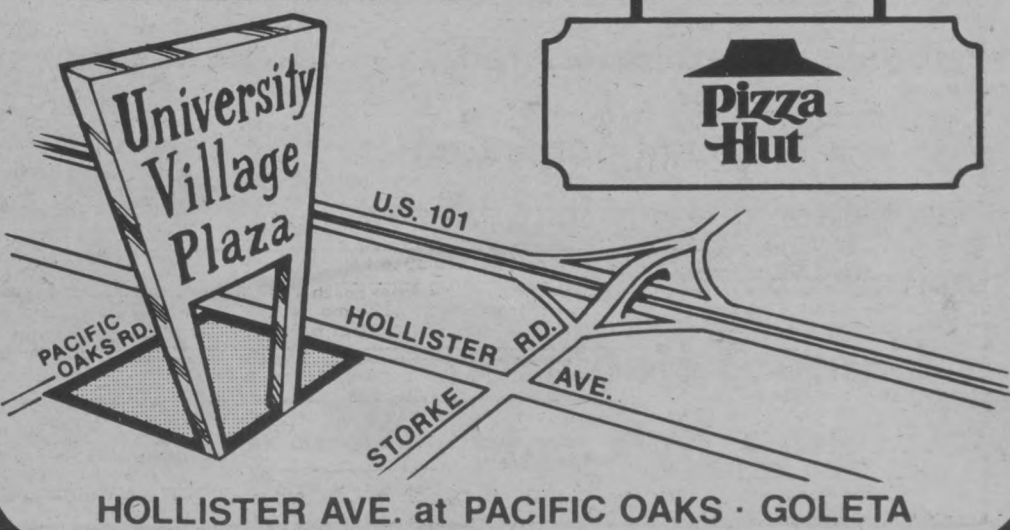 University
Village
Plaza
Pizza
Hut
U.S. 101
PACIFIC
OAKS RD.
HOLLISTER AVE.
STORKE RD.
HOLLISTER AVE. at PACIFIC OAKS · GOLETA